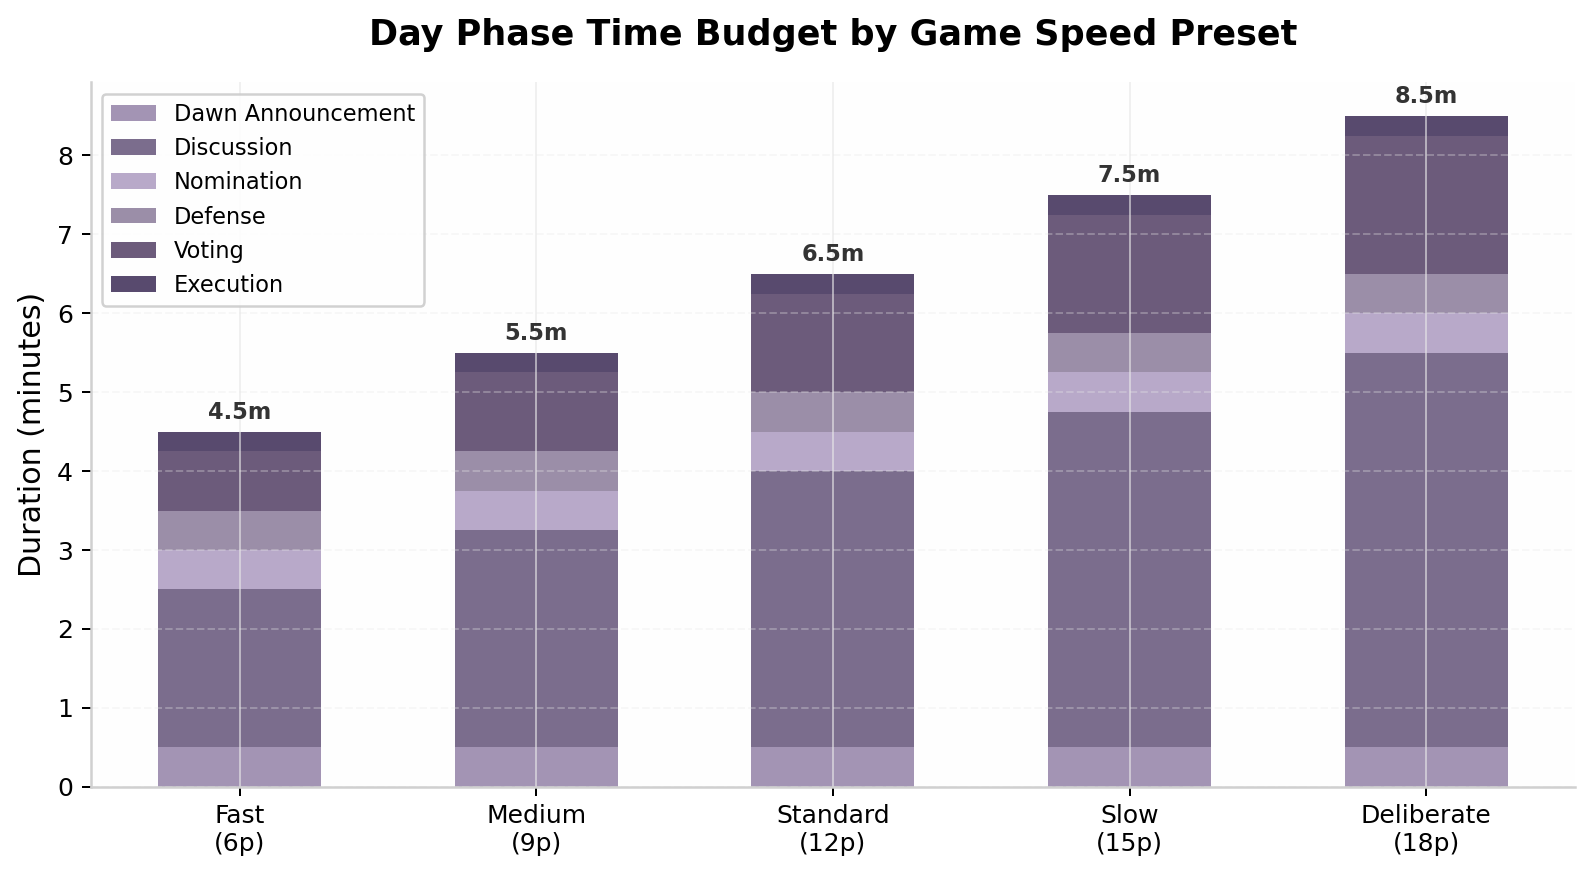 Day Phase Time Budget by Game Speed Preset
Dawn Announcement
Discussion
Nomination
Defense
Voting
Execution
Duration (minutes)
8
7
6
5
4
3
2
1
0
4.5m
5.5m
6.5m
7.5m
8.5m
Fast
(6p)
Medium
(9p)
Standard
(12p)
Slow
(15p)
Deliberate
(18p)